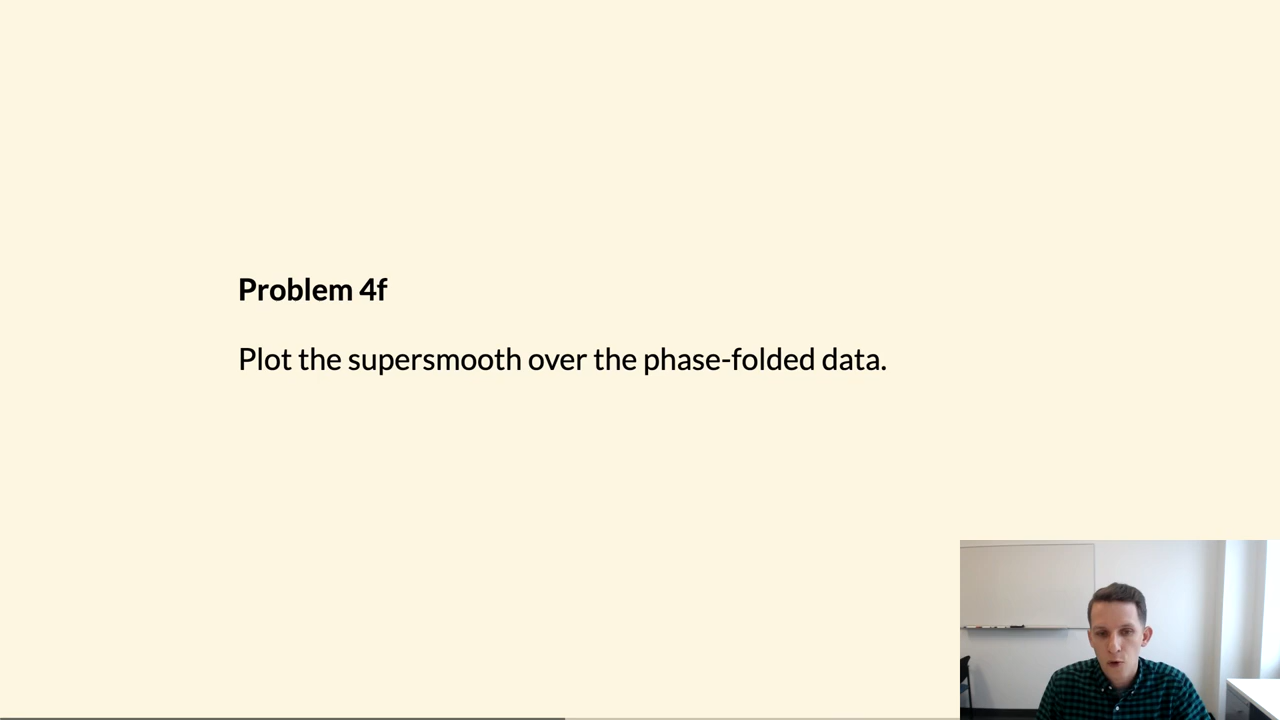 Problem 4f
Plot the supersmooth over the phase-folded data.